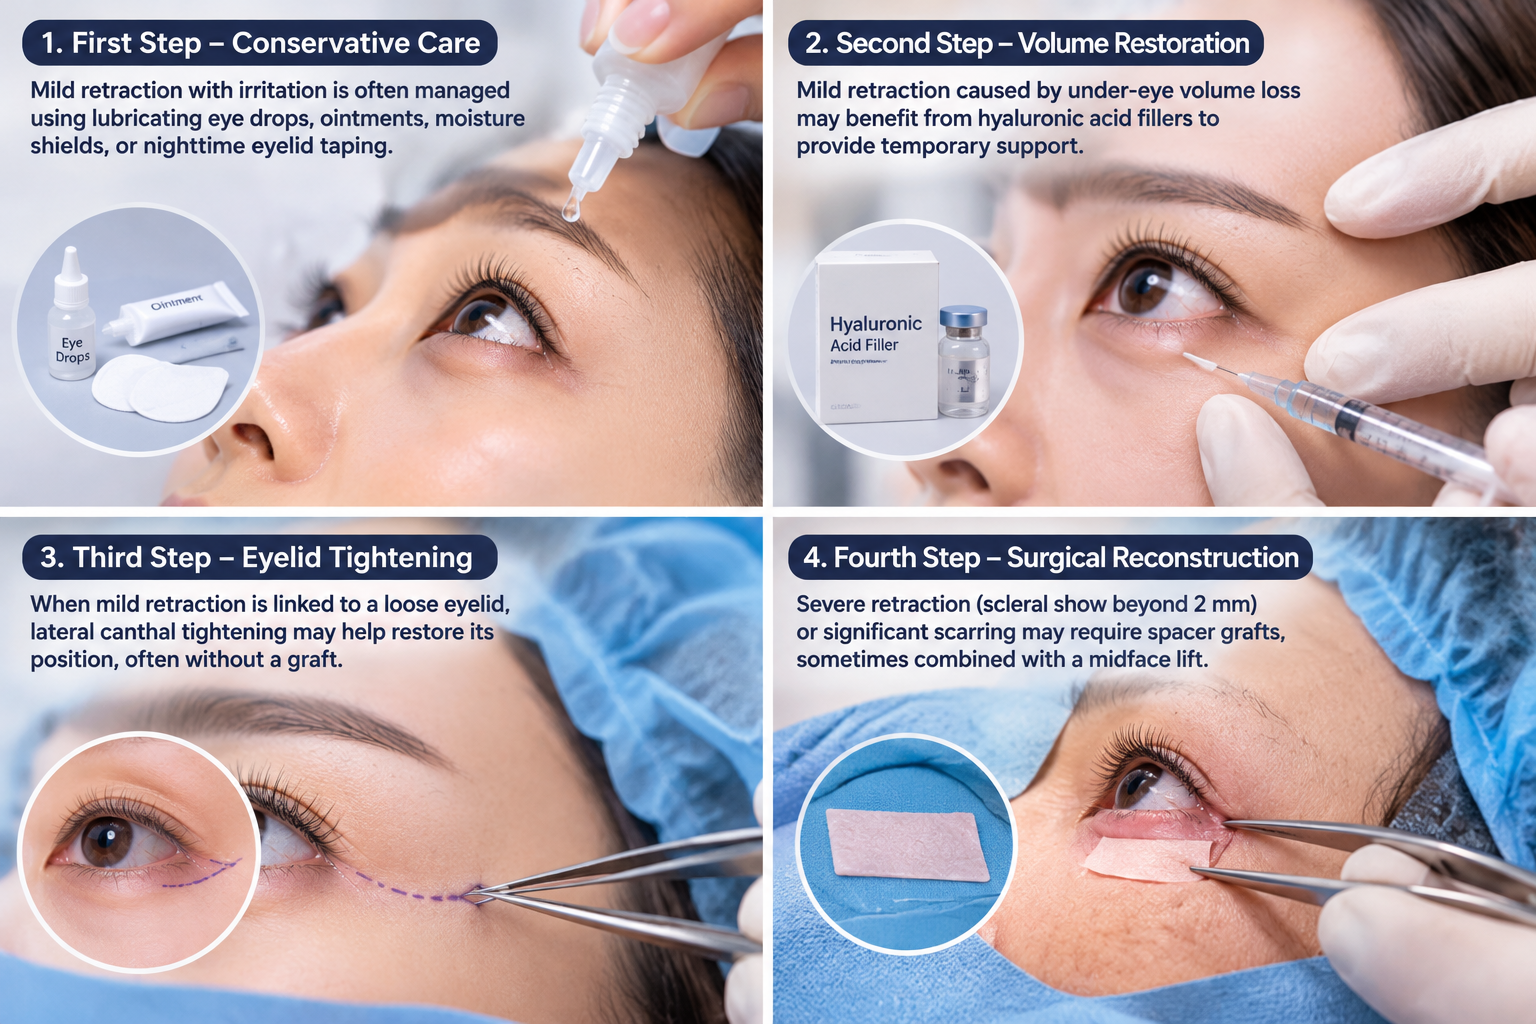 1. First Step – Conservative Care
Mild retraction with irritation is often managed
using lubricating eye drops, ointments, moisture
shields, or nighttime eyelid taping.
Ointment
Eye
Drops
2. Second Step – Volume Restoration
Mild retraction caused by under-eye volume loss
may benefit from hyaluronic acid fillers to
provide temporary support.
Hyaluronic
Acid Filler
3. Third Step – Eyelid Tightening
When mild retraction is linked to a loose eyelid,
lateral canthal tightening may help restore its
position, often without a graft.
4. Fourth Step – Surgical Reconstruction
Severe retraction (scleral show beyond 2 mm)
or significant scarring may require spacer grafts,
sometimes combined with a midface lift.